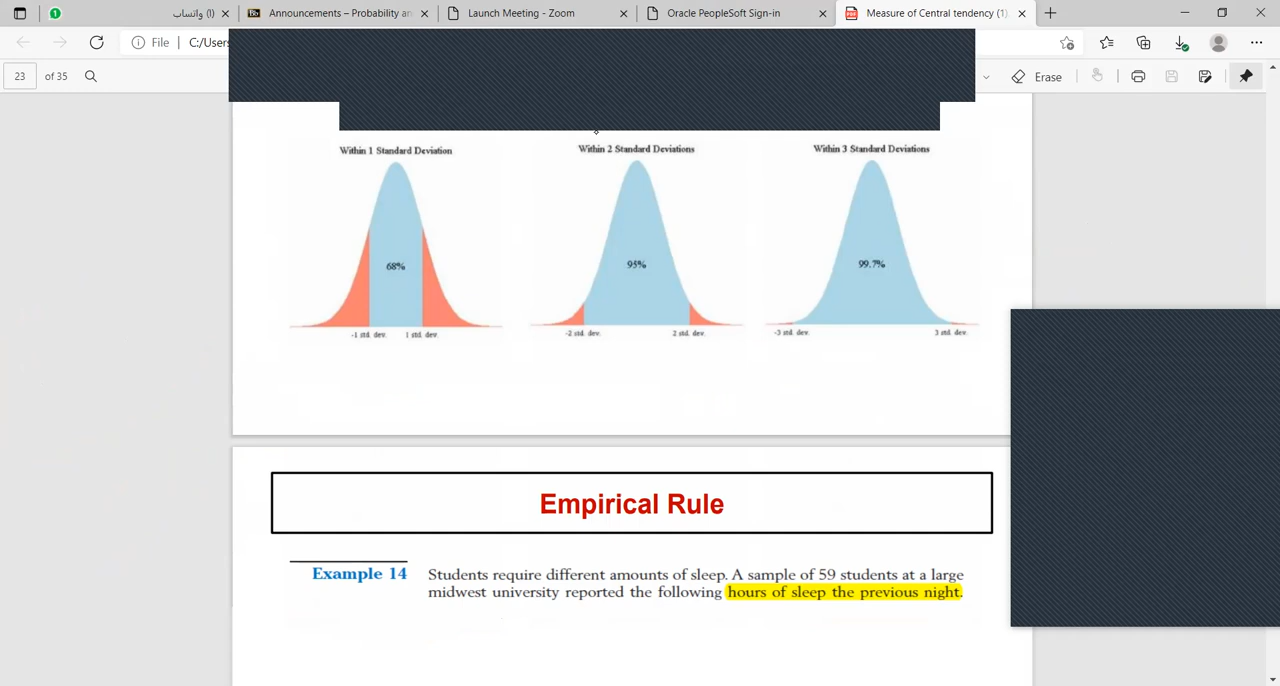 (1) واتساب
Announcements – Probability an
Launch Meeting - Zoom
Oracle PeopleSoft Sign-in
Measure of Central tendency (1)
1
File
C:/Users
23
of 35
Erase
Within 1 Standard Deviation
Within 2 Standard Deviations
Within 3 Standard Deviations
68%
95%
99.7%
-1 std. dev.
1 std. dev.
-2 std. dev.
2 std. dev.
-3 std. dev.
3 std. dev.
Empirical Rule
Example 14
Students require different amounts of sleep. A sample of 59 students at a large
midwest university reported the following hours of sleep the previous night.